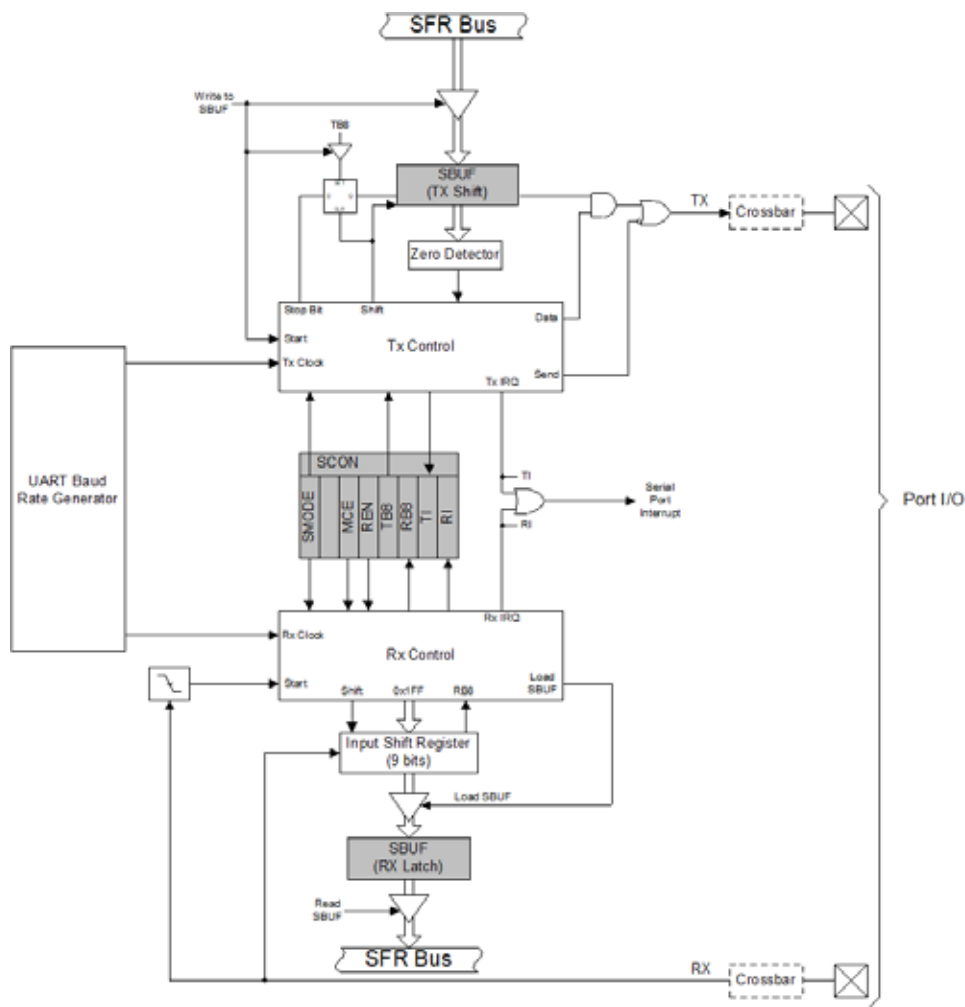 SFR Bus
Write to
SBUF
TB8
SBUF
(TX Shift)
TX
Crossbar
Zero Detector
Stop Bit
Shift
Data
Start
Tx Control
Tx Clock
Send
Tx IRQ
SCON
UART Baud
Rate Generator
SMODE
MCE
REN
TB8
RB8
TI
RI
TI
Serial
Port
Interrupt
RI
Port I/O
Rx IRQ
Rx Clock
Rx Control
Start
Load
SBUF
Shift
0x1FF
RB8
Input Shift Register
(9 bits)
Load SBUF
SBUF
(RX Latch)
Read
SBUF
SFR Bus
RX
Crossbar